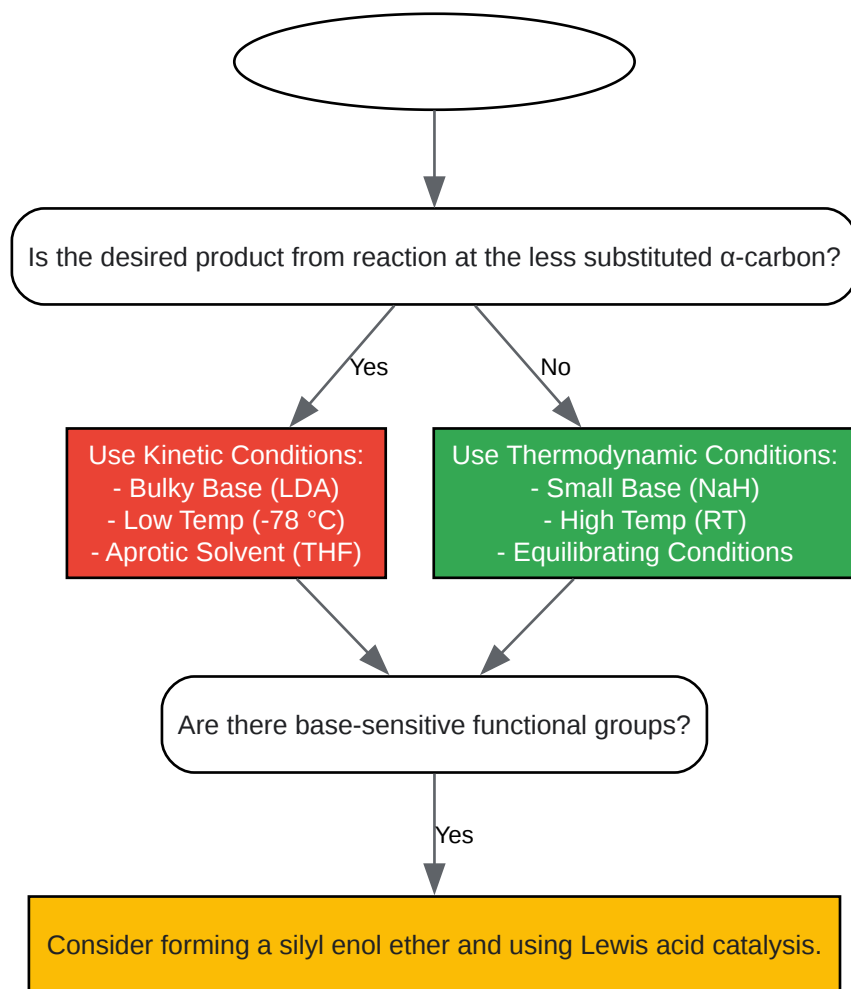 Is the desired product from reaction at the less substituted α-carbon?
Yes
No
Use Kinetic Conditions:
- Bulky Base (LDA)
- Low Temp (-78 °C)
- Aprotic Solvent (THF)
Use Thermodynamic Conditions:
- Small Base (NaH)
- High Temp (RT)
- Equilibrating Conditions
Are there base-sensitive functional groups?
Yes
Consider forming a silyl enol ether and using Lewis acid catalysis.